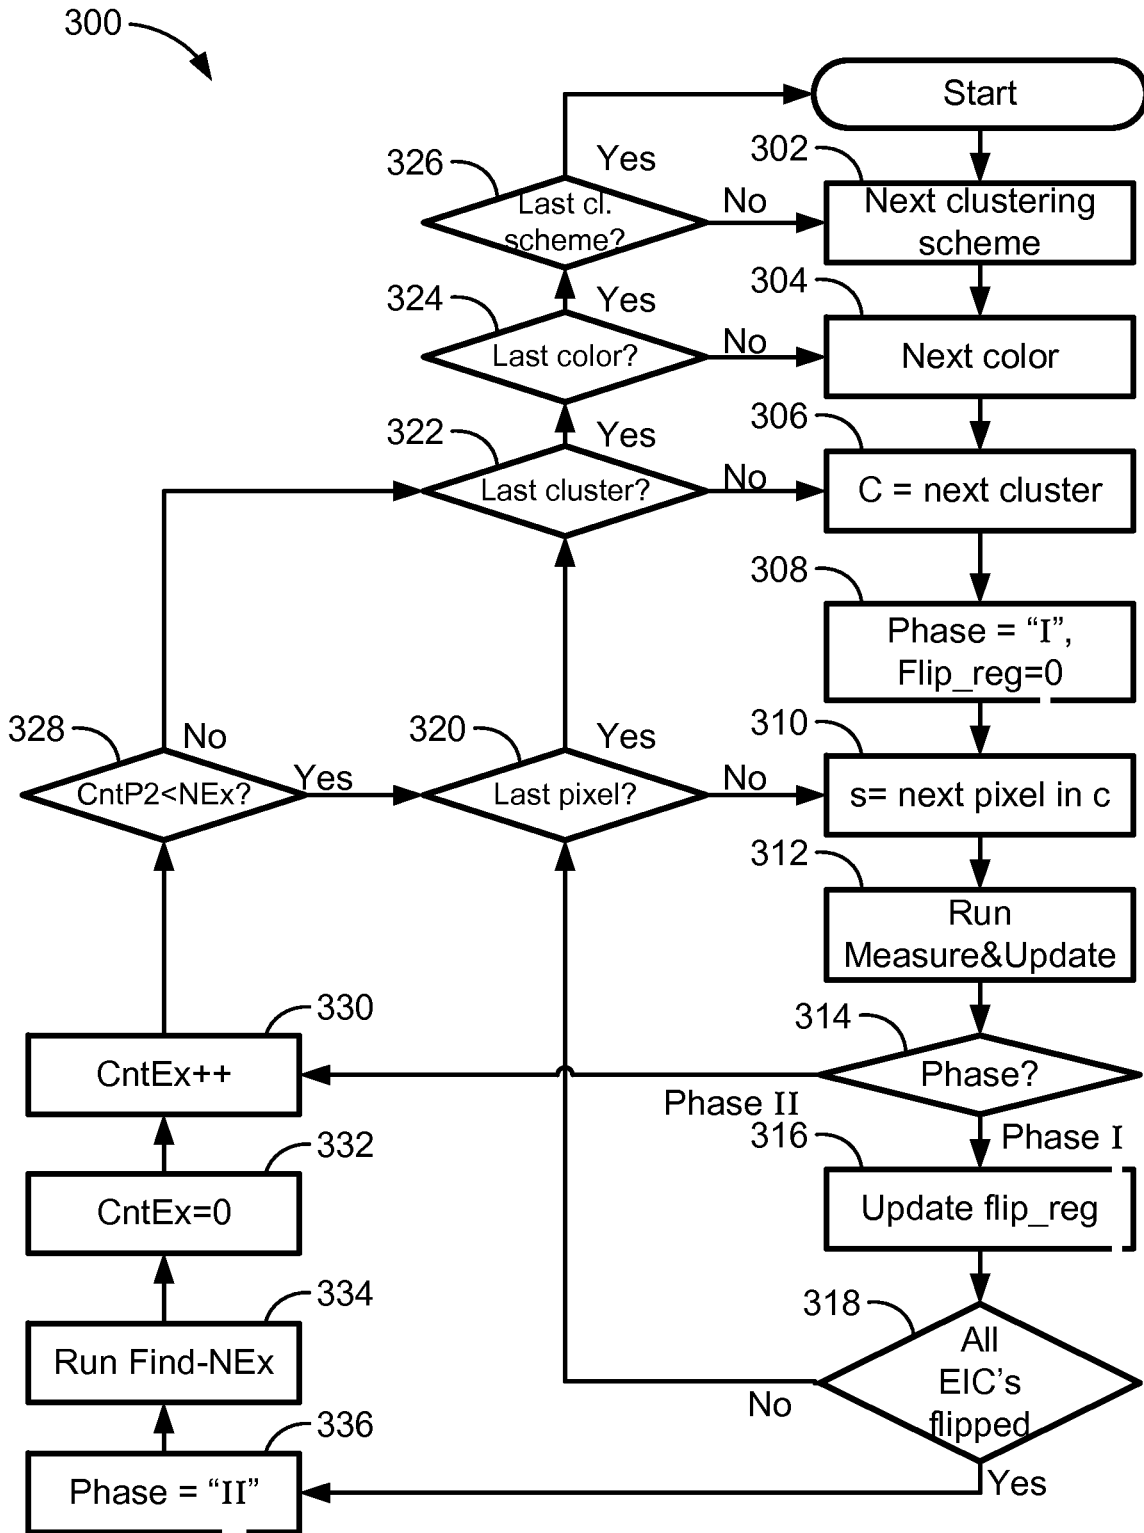 300
Start
326
Yes
302
Last cl.
scheme?
No
Next clustering
scheme
324
Yes
304
Last color?
No
Next color
322
Yes
306
Last cluster?
No
C = next cluster
308
Phase = “I”,
Flip_reg=0
328
No
320
Yes
310
CntP2<NEx?
Yes
Last pixel?
No
s= next pixel in c
312
Run
Measure&Update
330
314
CntEx++
Phase?
Phase II
332
316
Phase I
CntEx=0
Update flip_reg
334
318
Run Find-NEx
All
EIC's
flipped
No
336
Phase = “II”
Yes